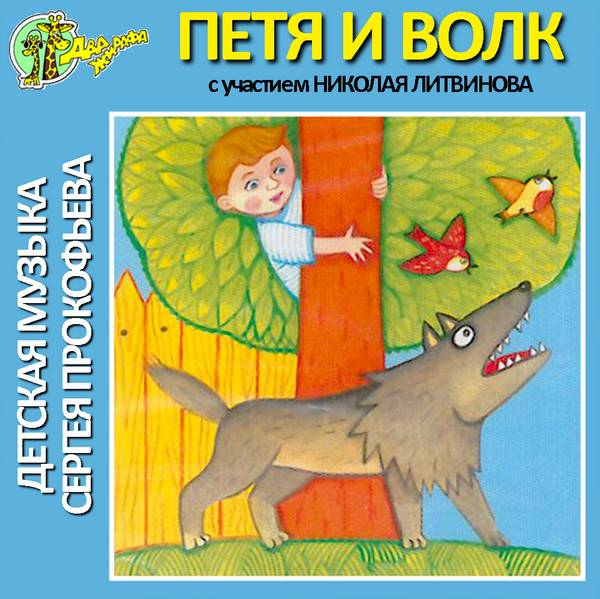 Два
жирафа
ПЕТЯ И ВОЛК
с участием НИКОЛАЯ ЛИТВИНОВА
ДЕТСКАЯ МУЗЫКА
СЕРГЕЯ ПРОКОФЬЕВА